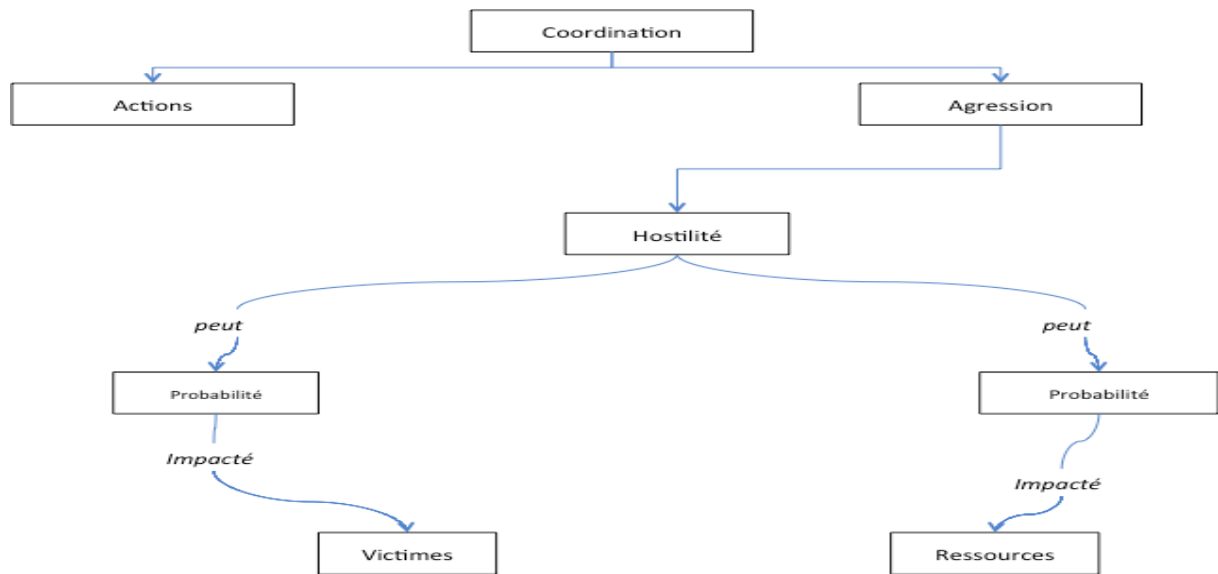 Coordination
Actions
Agression
Hostilité
peut
peut
Probabilité
Probabilité
Impacté
Impacté
Victimes
Ressources